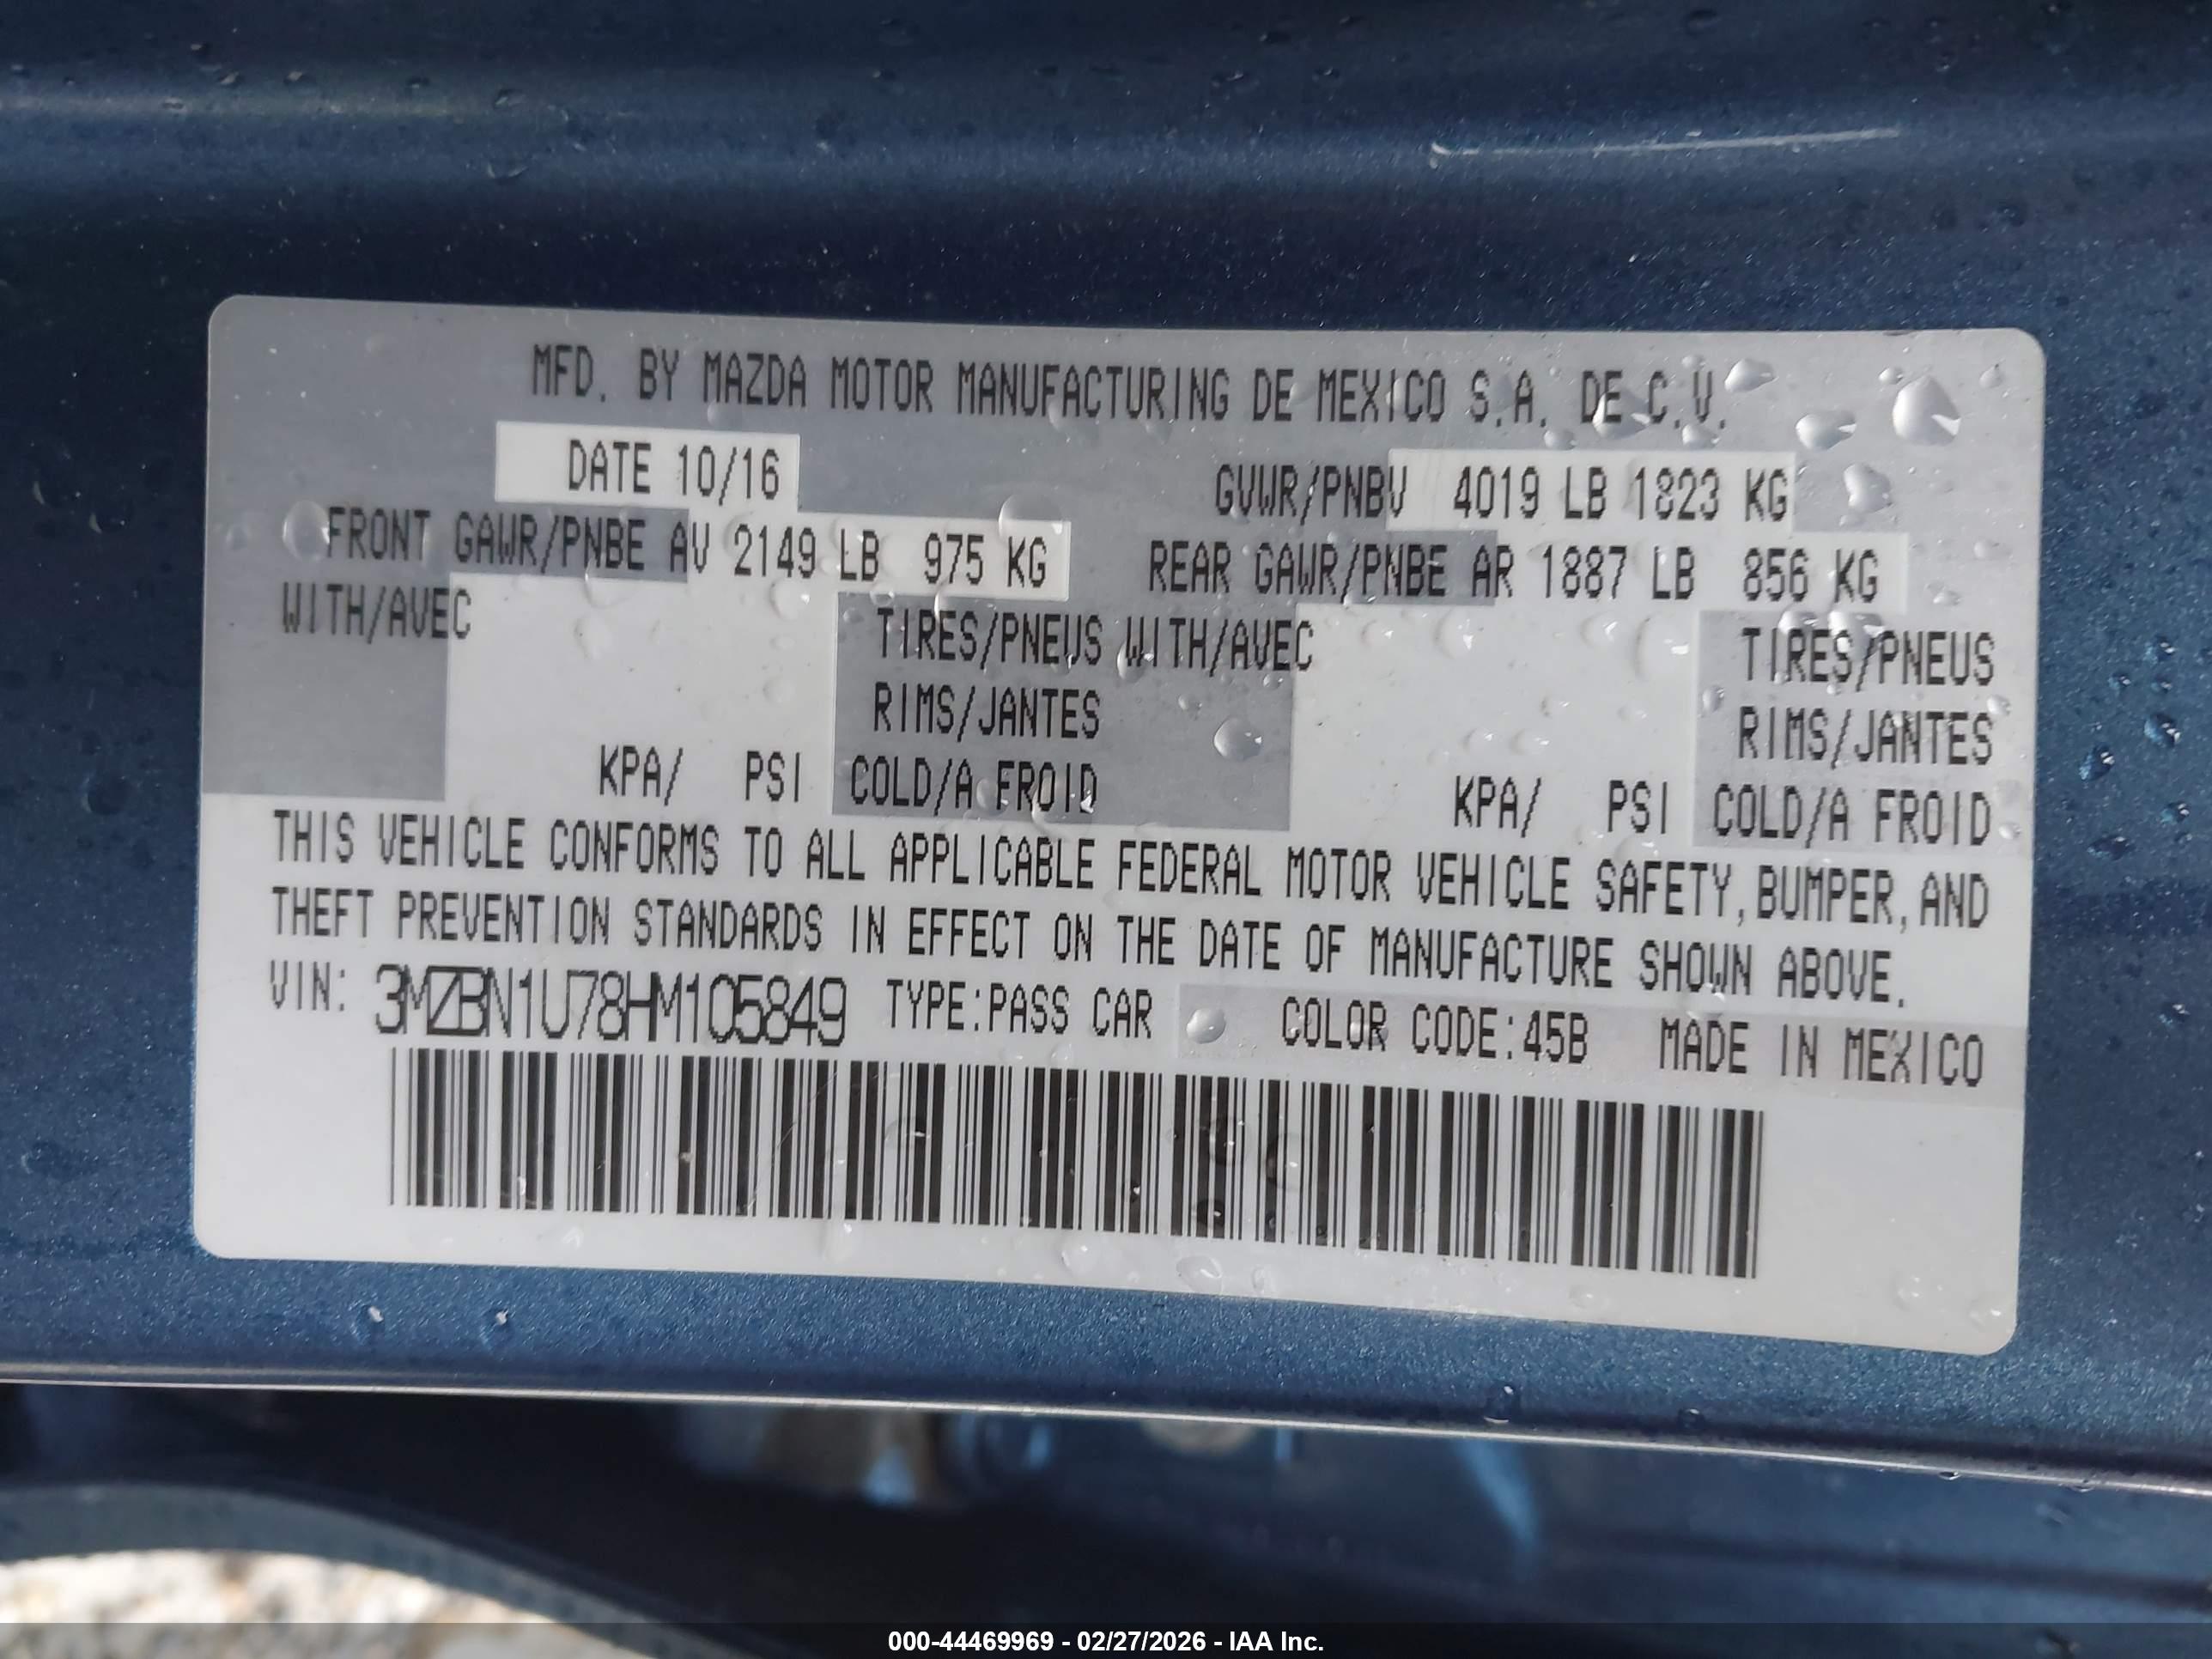 MFD. BY MAZDA MOTOR MANUFACTURING DE MEXICO S.A. DE C.V.
DATE 10/16 GVWR/PNBV 4019 LB 1823 KG
FRONT GAWR/PNBE AV 2149 LB 975 KG REAR GAWR/PNBE AR 1887 LB 856 KG
WITH/AVEC TIRES/PNEUS WITH/AVEC TIRES/PNEUS
RIMS/JANTES RIMS/JANTES
KPA/ PSI COLD/A FROID KPA/ PSI COLD/A FROID
THIS VEHICLE CONFORMS TO ALL APPLICABLE FEDERAL MOTOR VEHICLE SAFETY, BUMPER, AND
THEFT PREVENTION STANDARDS IN EFFECT ON THE DATE OF MANUFACTURE SHOWN ABOVE.
VIN: 3MZBN1U78HM105849 TYPE:PASS CAR COLOR CODE:45B MADE IN MEXICO
000-44469969 - 02/27/2026 - IAA Inc.